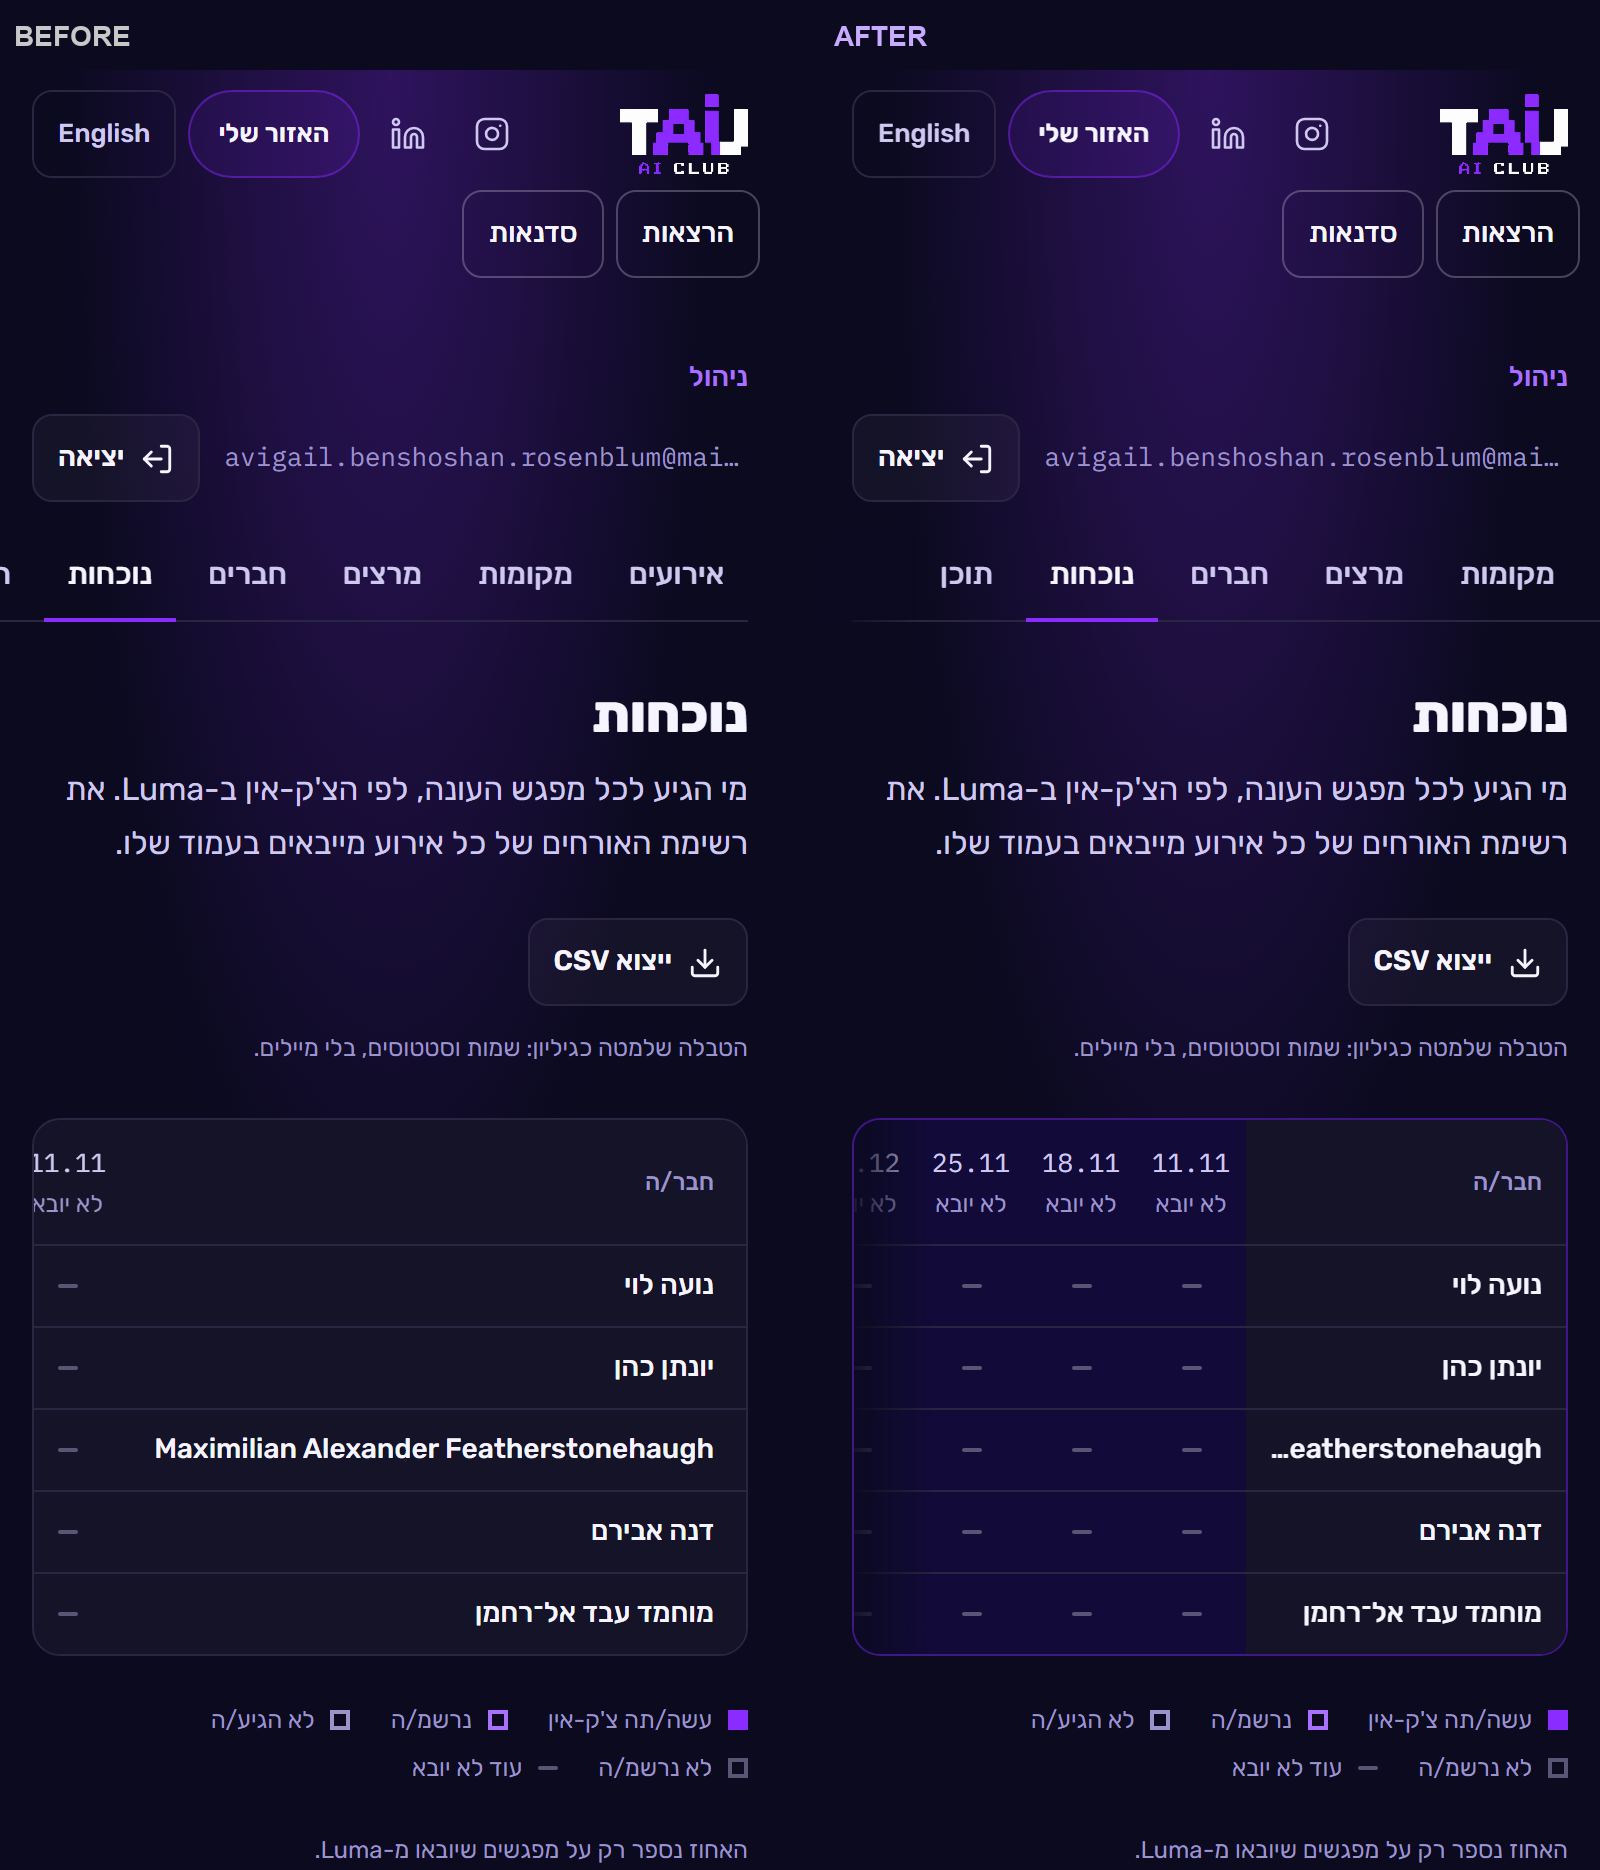 BEFORE
TAU
AI CLUB
האזור שלי
English
הרצאות
סדנאות
ניהול
avigail.benshoshan.rosenblum@mai…
יציאה
אירועים
מקומות
מרצים
חברים
נוכחות
נוכחות
מי הגיע לכל מפגש העונה, לפי הצ'ק-אין ב-Luma. את
רשימת האורחים של כל אירוע מייבאים בעמוד שלו.
ייצוא CSV
הטבלה שלמטה כגיליון: שמות וסטטוסים, בלי מיילים.
חבר/ה
11.11
לא יובא
נועה לוי
–
יונתן כהן
–
Maximilian Alexander Featherstonehaugh
–
דנה אבירם
–
מוחמד עבד אל־רחמן
–
עשה/תה צ'ק-אין
נרשמ/ה
לא הגיע/ה
לא נרשמ/ה
– עוד לא יובא
האחוז נספר רק על מפגשים שיובאו מ-Luma.
AFTER
TAU
AI CLUB
האזור שלי
English
הרצאות
סדנאות
ניהול
avigail.benshoshan.rosenblum@mai…
יציאה
מקומות
מרצים
חברים
נוכחות
תוכן
נוכחות
מי הגיע לכל מפגש העונה, לפי הצ'ק-אין ב-Luma. את
רשימת האורחים של כל אירוע מייבאים בעמוד שלו.
ייצוא CSV
הטבלה שלמטה כגיליון: שמות וסטטוסים, בלי מיילים.
חבר/ה
11.11
לא יובא
18.11
לא יובא
25.11
לא יובא
.12
לא יו
נועה לוי
– – – –
יונתן כהן
– – – –
…eatherstonehaugh
– – – –
דנה אבירם
– – – –
מוחמד עבד אל־רחמן
– – – –
עשה/תה צ'ק-אין
נרשמ/ה
לא הגיע/ה
לא נרשמ/ה
– עוד לא יובא
האחוז נספר רק על מפגשים שיובאו מ-Luma.